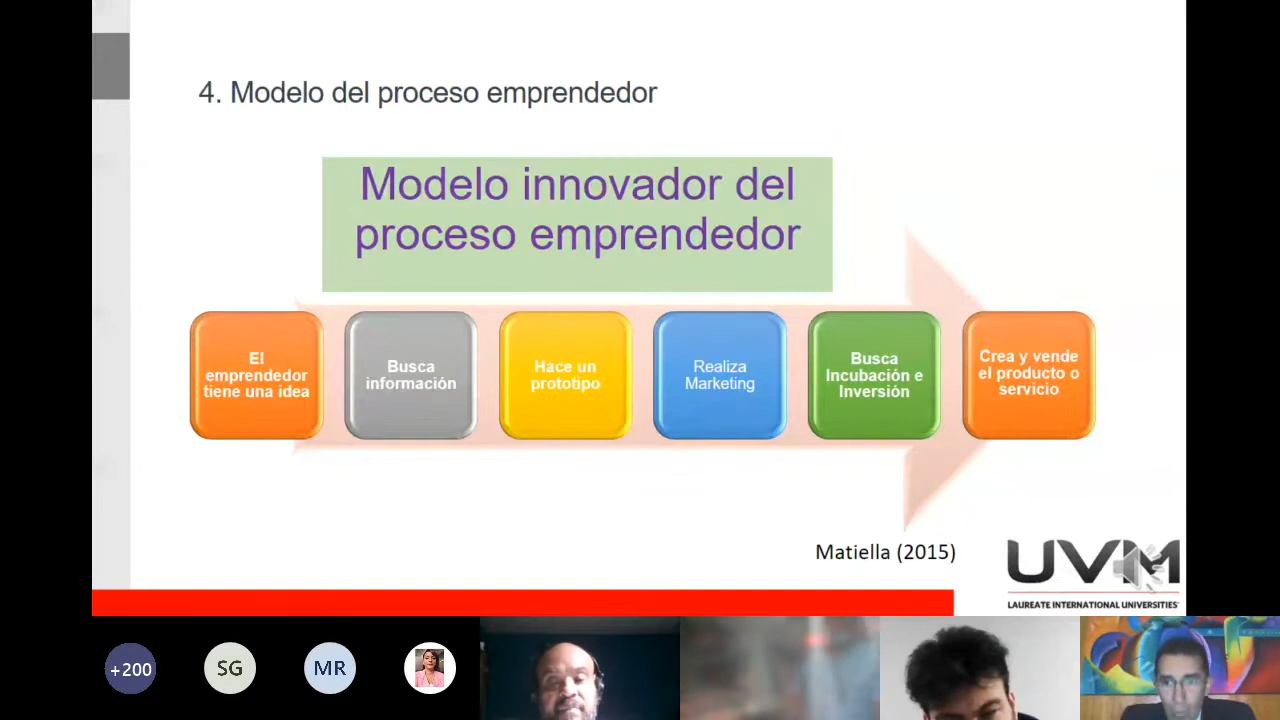 4. Modelo del proceso emprendedor
Modelo innovador del
proceso emprendedor
El
emprendedor
tiene una idea
Busca
información
Hace un
prototipo
Realiza
Marketing
Busca
Incubación e
Inversión
Crea y vende
el producto o
servicio
Matiella (2015)
UVM
LAUREATE INTERNATIONAL UNIVERSITIES
+200
SG
MR